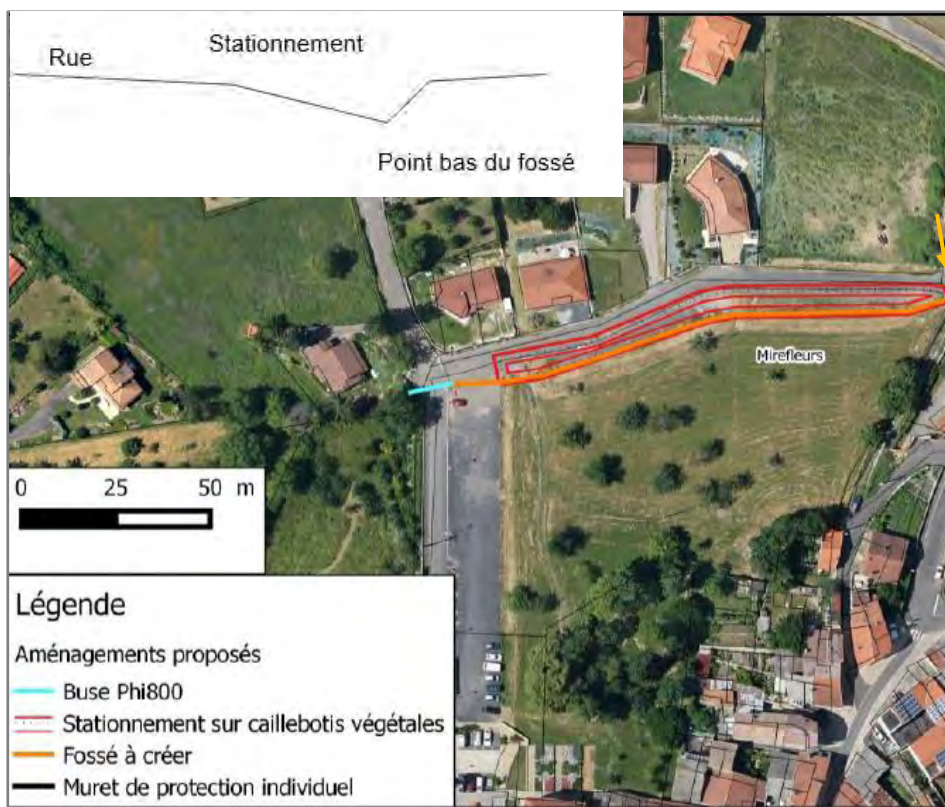 Stationnement
Rue
Point bas du fossé
Mirefleurs
0 25 50 m
Légende
Aménagements proposés
Buse Phi800
Stationnement sur caillebotis végétales
Fossé à créer
Muret de protection individuel